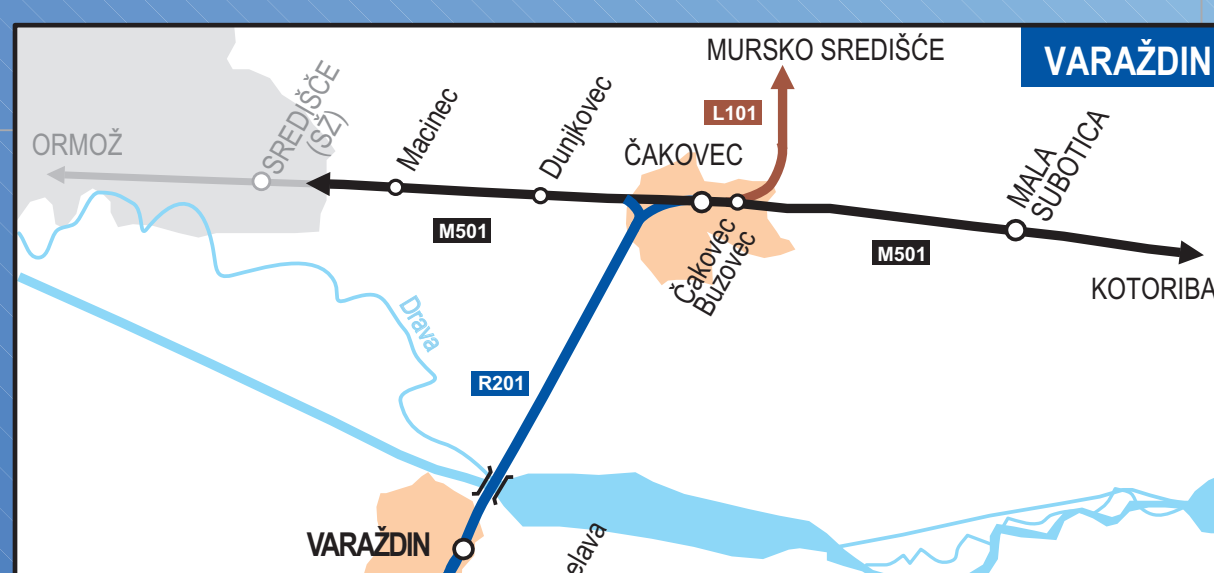 MURSKO SREDIŠĆE
VARAŽDIN
L101
ORMOŽ
SREDIŠČE
(SŽ)
Macinec
Dunjkovec
ČAKOVEC
MALA
SUBOTICA
M501
Čakovec
Buzovec
M501
KOTORIBA
Drava
R201
VARAŽDIN